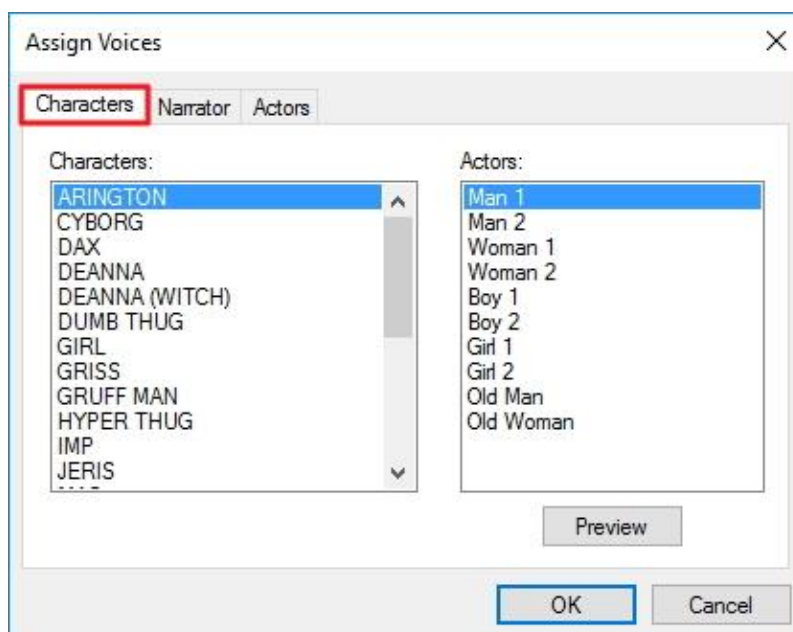 Assign Voices
Characters Narrator Actors
Characters:
ARINGTON
CYBORG
DAX
DEANNA
DEANNA (WITCH)
DUMB THUG
GIRL
GRISS
GRUFF MAN
HYPER THUG
IMP
JERIS
Actors:
Man 1
Man 2
Woman 1
Woman 2
Boy 1
Boy 2
Girl 1
Girl 2
Old Man
Old Woman
Preview
OK Cancel